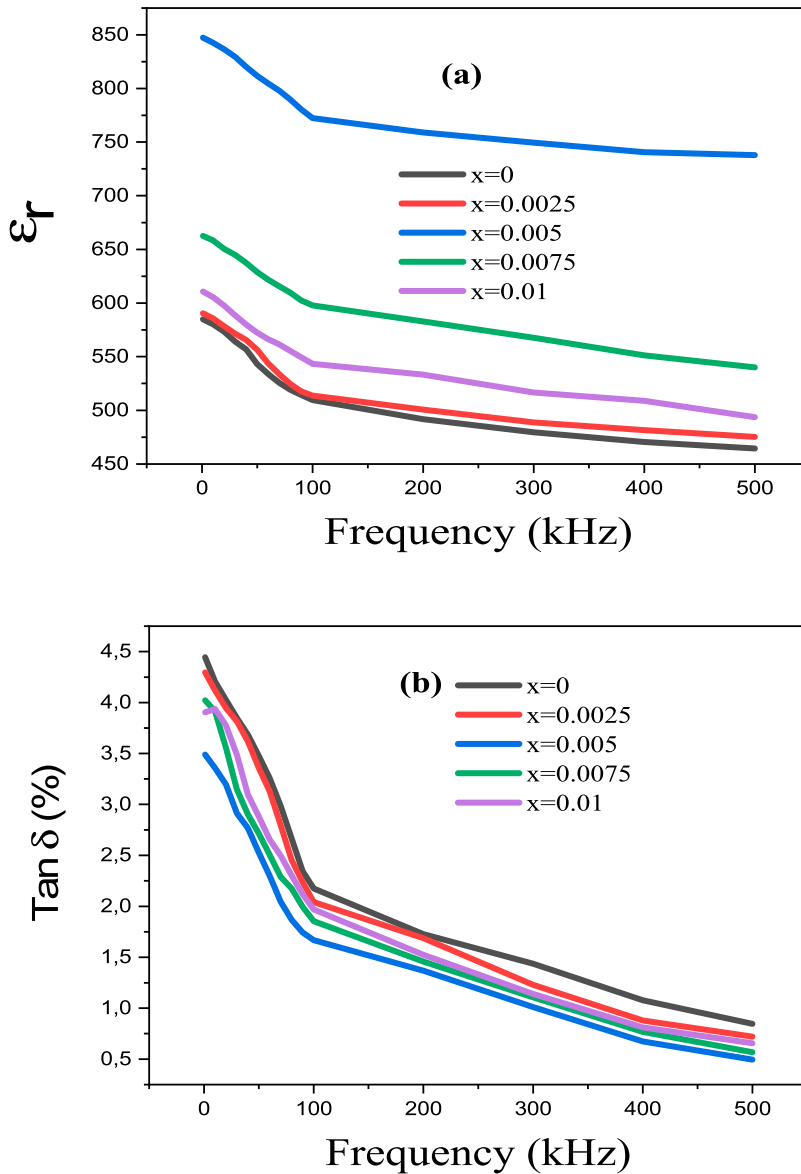 (a)
850
800
750
700
650
600
550
500
450
εr
x=0
x=0.0025
x=0.005
x=0.0075
x=0.01
0 100 200 300 400 500
Frequency (kHz)
(b)
4,5
4,0
3,5
3,0
2,5
2,0
1,5
1,0
0,5
Tan δ (%)
x=0
x=0.0025
x=0.005
x=0.0075
x=0.01
0 100 200 300 400 500
Frequency (kHz)